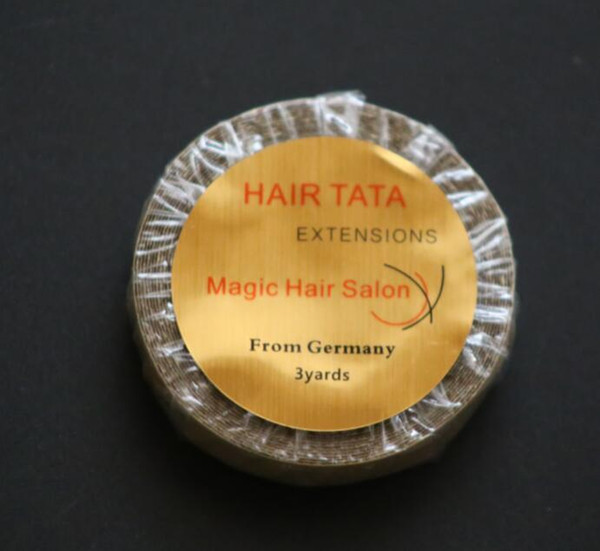 HAIR TATA
EXTENSIONS
Magic Hair Salon
From Germany
3yards